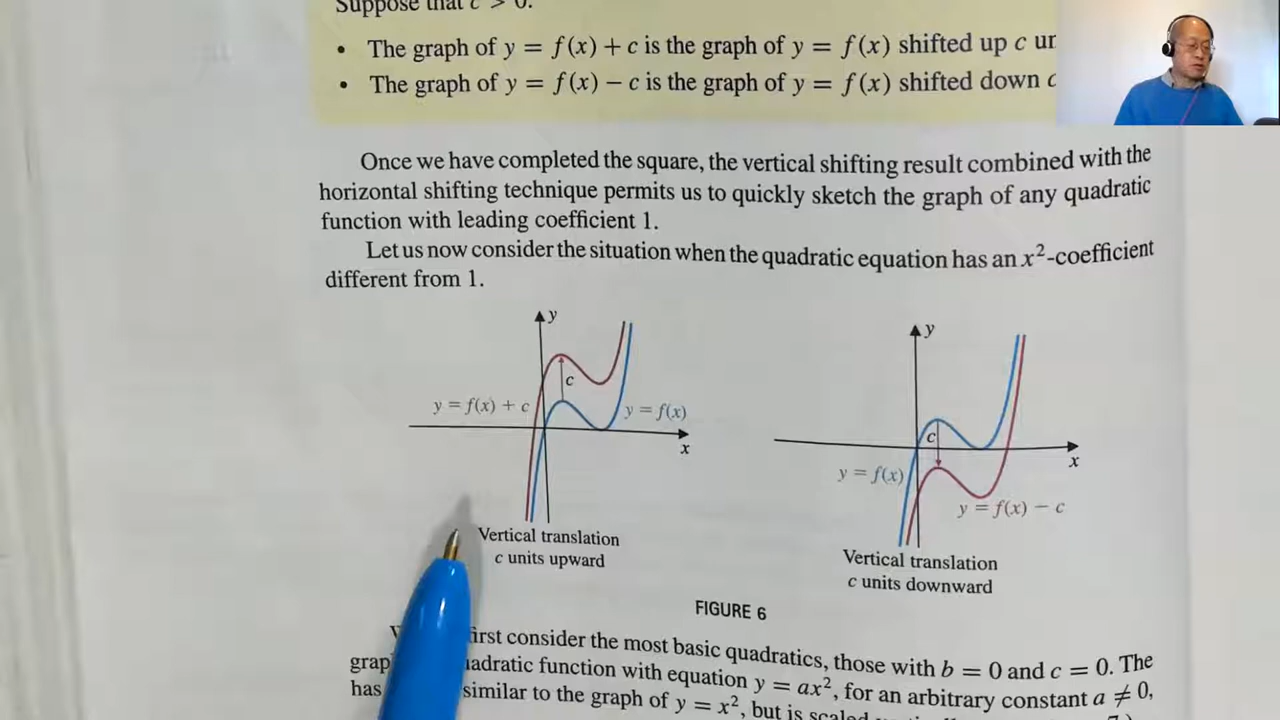 Suppose that c > 0.
• The graph of y = f(x) + c is the graph of y = f(x) shifted up c
• The graph of y = f(x) − c is the graph of y = f(x) shifted down
Once we have completed the square, the vertical shifting result combined with the
horizontal shifting technique permits us to quickly sketch the graph of any quadratic
function with leading coefficient 1.
Let us now consider the situation when the quadratic equation has an x²-coefficient
different from 1.
y
c
y = f(x) + c
y = f(x)
x
Vertical translation
c units upward
y
c
y = f(x)
x
y = f(x) − c
Vertical translation
c units downward
FIGURE 6
first consider the most basic quadratics, those with b = 0 and c = 0. The
quadratic function with equation y = ax², for an arbitrary constant a ≠ 0,
has similar to the graph of y = x², but is scaled